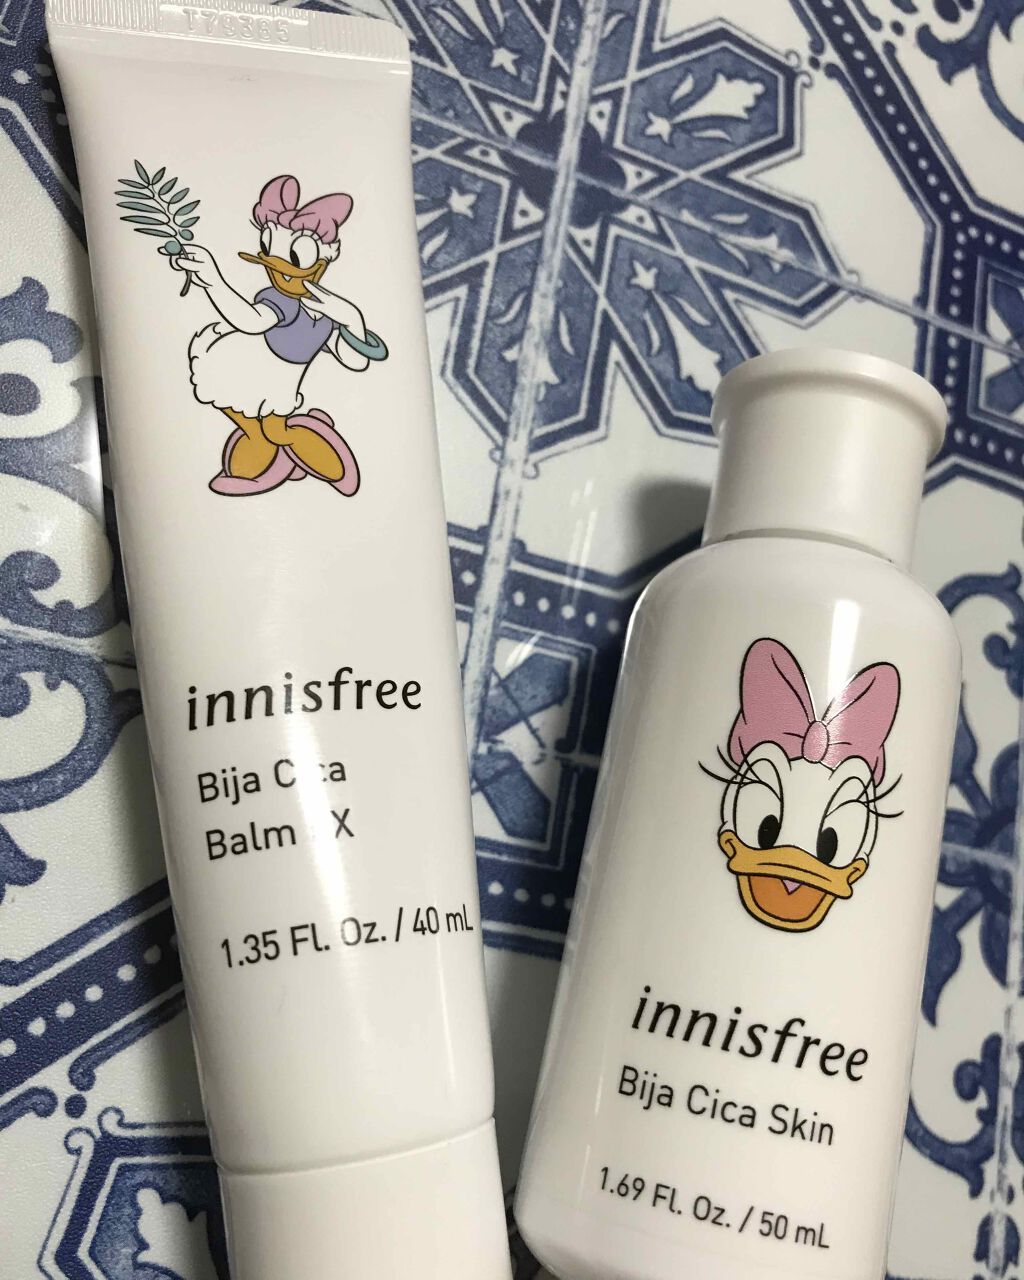 innisfree
Bija Cica
Balm X
1.35 Fl. Oz. / 40 mL
innisfree
Bija Cica Skin
1.69 Fl. Oz. / 50 mL